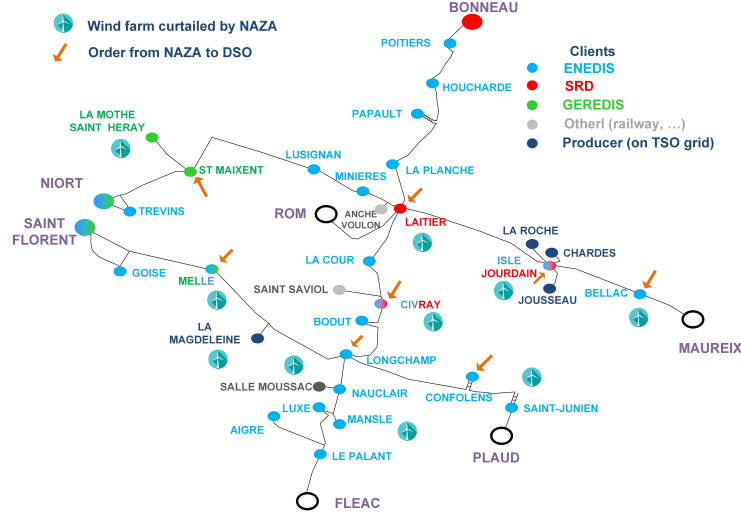 BONNEAU
Wind farm curtailed by NAZA
Order from NAZA to DSO
POITIERS
Clients
ENEDIS
SRD
GEREDIS
Otherl (railway, ...)
Producer (on TSO grid)
HOUCHARDE
PAPAULT
LA MOTHE
SAINT HERAY
LUSIGNAN
LA PLANCHE
ST MAIXENT
MINIERES
NIORT
TREVINS
ROM
ANCHE
VOULON
LAITIER
SAINT
FLORENT
LA ROCHE
CHARDES
ISLE
JOURDAIN
LA COUR
GOISE
MELLE
SAINT SAVIOL
JOUSSEAU
BELLAC
CIVRAY
BODUT
LA
MAGDELEINE
MAUREIX
LONGCHAMP
SALLE MOUSSAC
NAUCLAIR
CONFOLENS
SAINT-JUNIEN
LUXE
MANSLE
AIGRE
LE PALANT
PLAUD
FLEAC